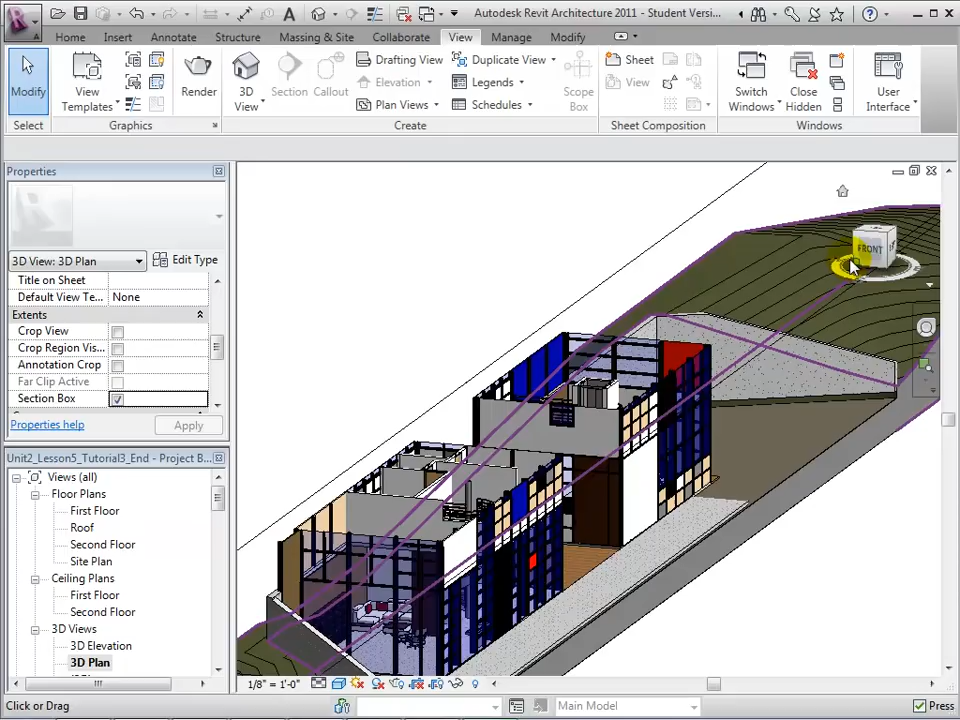 Autodesk Revit Architecture 2011 - Student Versi...
Home Insert Annotate Structure Massing & Site Collaborate View Manage Modify
Modify
View Templates
Render
3D View
Section
Callout
Drafting View
Elevation
Plan Views
Duplicate View
Legends
Schedules
Scope Box
Sheet
View
Switch Windows
Close Hidden
User Interface
Select Graphics Create Sheet Composition Windows
Properties
3D View: 3D Plan
Edit Type
Title on Sheet
Default View Te... None
Extents
Crop View
Crop Region Vis...
Annotation Crop
Far Clip Active
Section Box
Properties help
Apply
Unit2_Lesson5_Tutorial3_End - Project B...
Views (all)
Floor Plans
First Floor
Roof
Second Floor
Site Plan
Ceiling Plans
First Floor
Second Floor
3D Views
3D Elevation
3D Plan
FRONT
1/8" = 1'-0"
Click or Drag
Main Model
Press